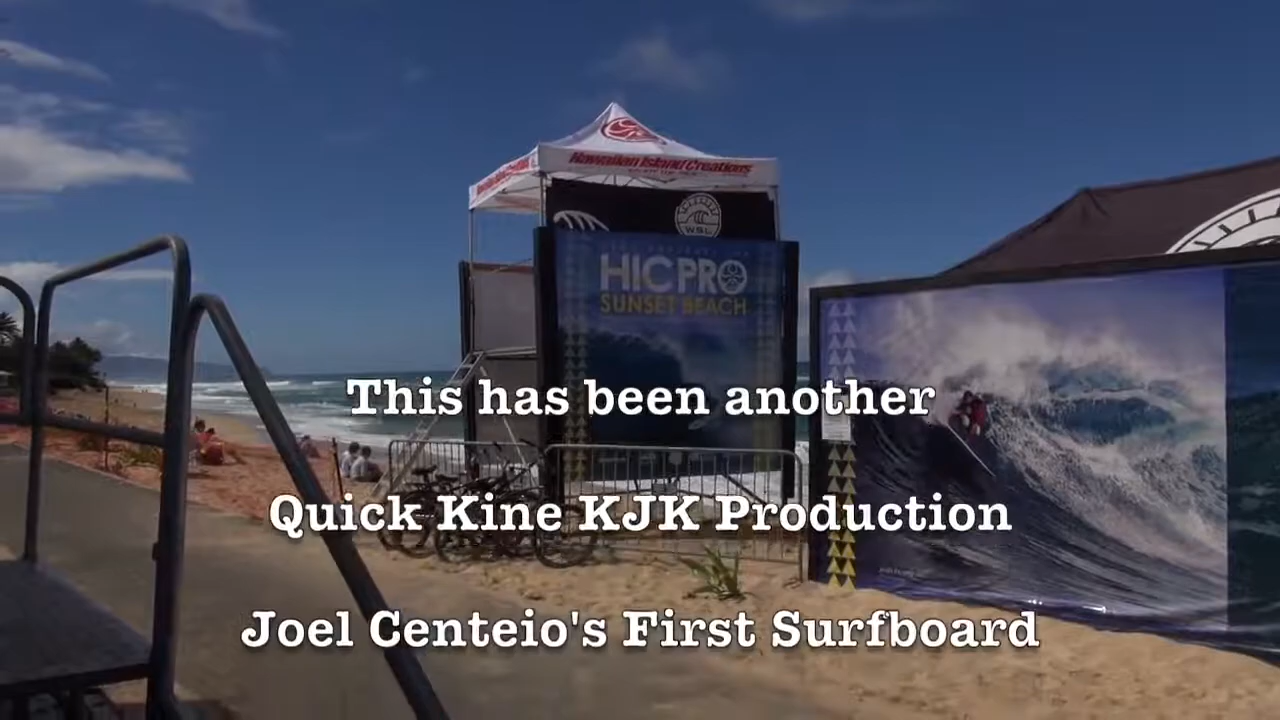 Hawaiian Island Creations
WSL
HIC PRO
SUNSET BEACH
This has been another
Quick Kine KJK Production
Joel Centeio's First Surfboard